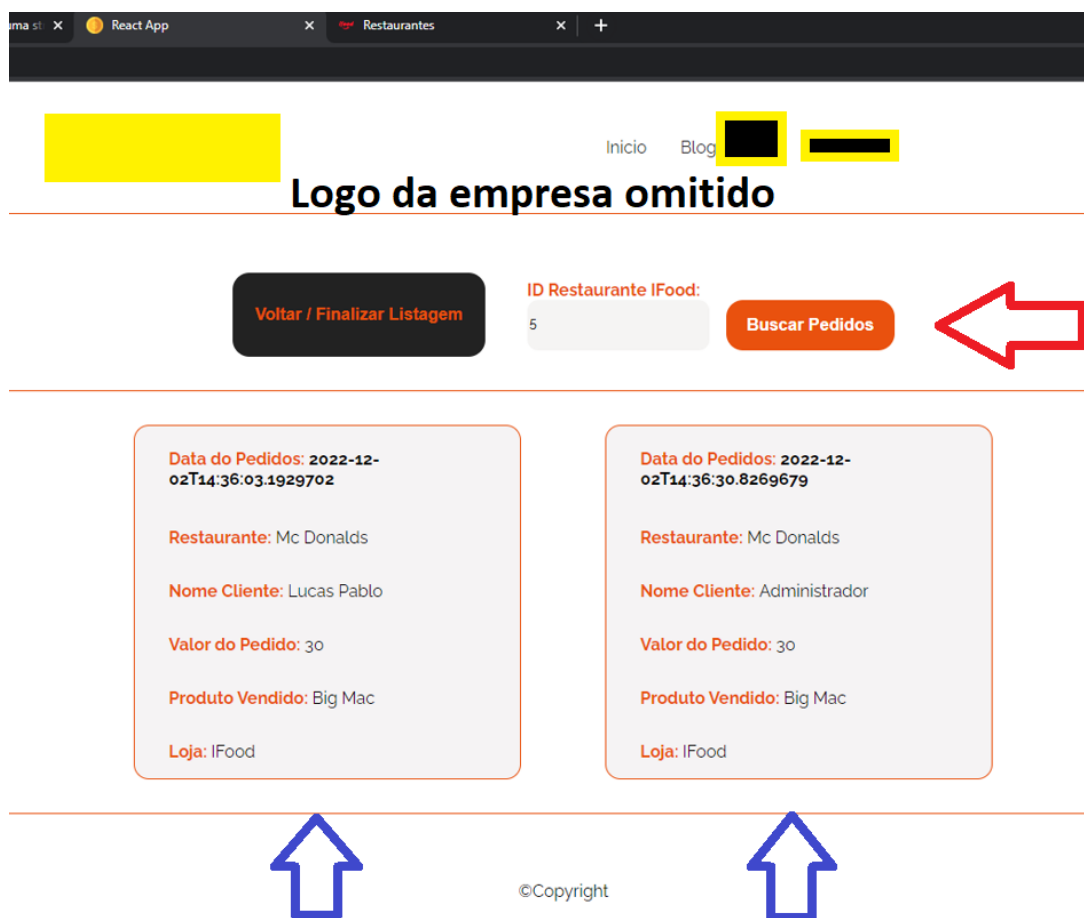 uma st
React App
Restaurantes
Inicio Blog
Logo da empresa omitido
Voltar / Finalizar Listagem
ID Restaurante IFood:
5
Buscar Pedidos
Data do Pedidos: 2022-12-
02T14:36:03.1929702
Restaurante: Mc Donalds
Nome Cliente: Lucas Pablo
Valor do Pedido: 30
Produto Vendido: Big Mac
Loja: IFood
Data do Pedidos: 2022-12-
02T14:36:30.8269679
Restaurante: Mc Donalds
Nome Cliente: Administrador
Valor do Pedido: 30
Produto Vendido: Big Mac
Loja: IFood
©Copyright